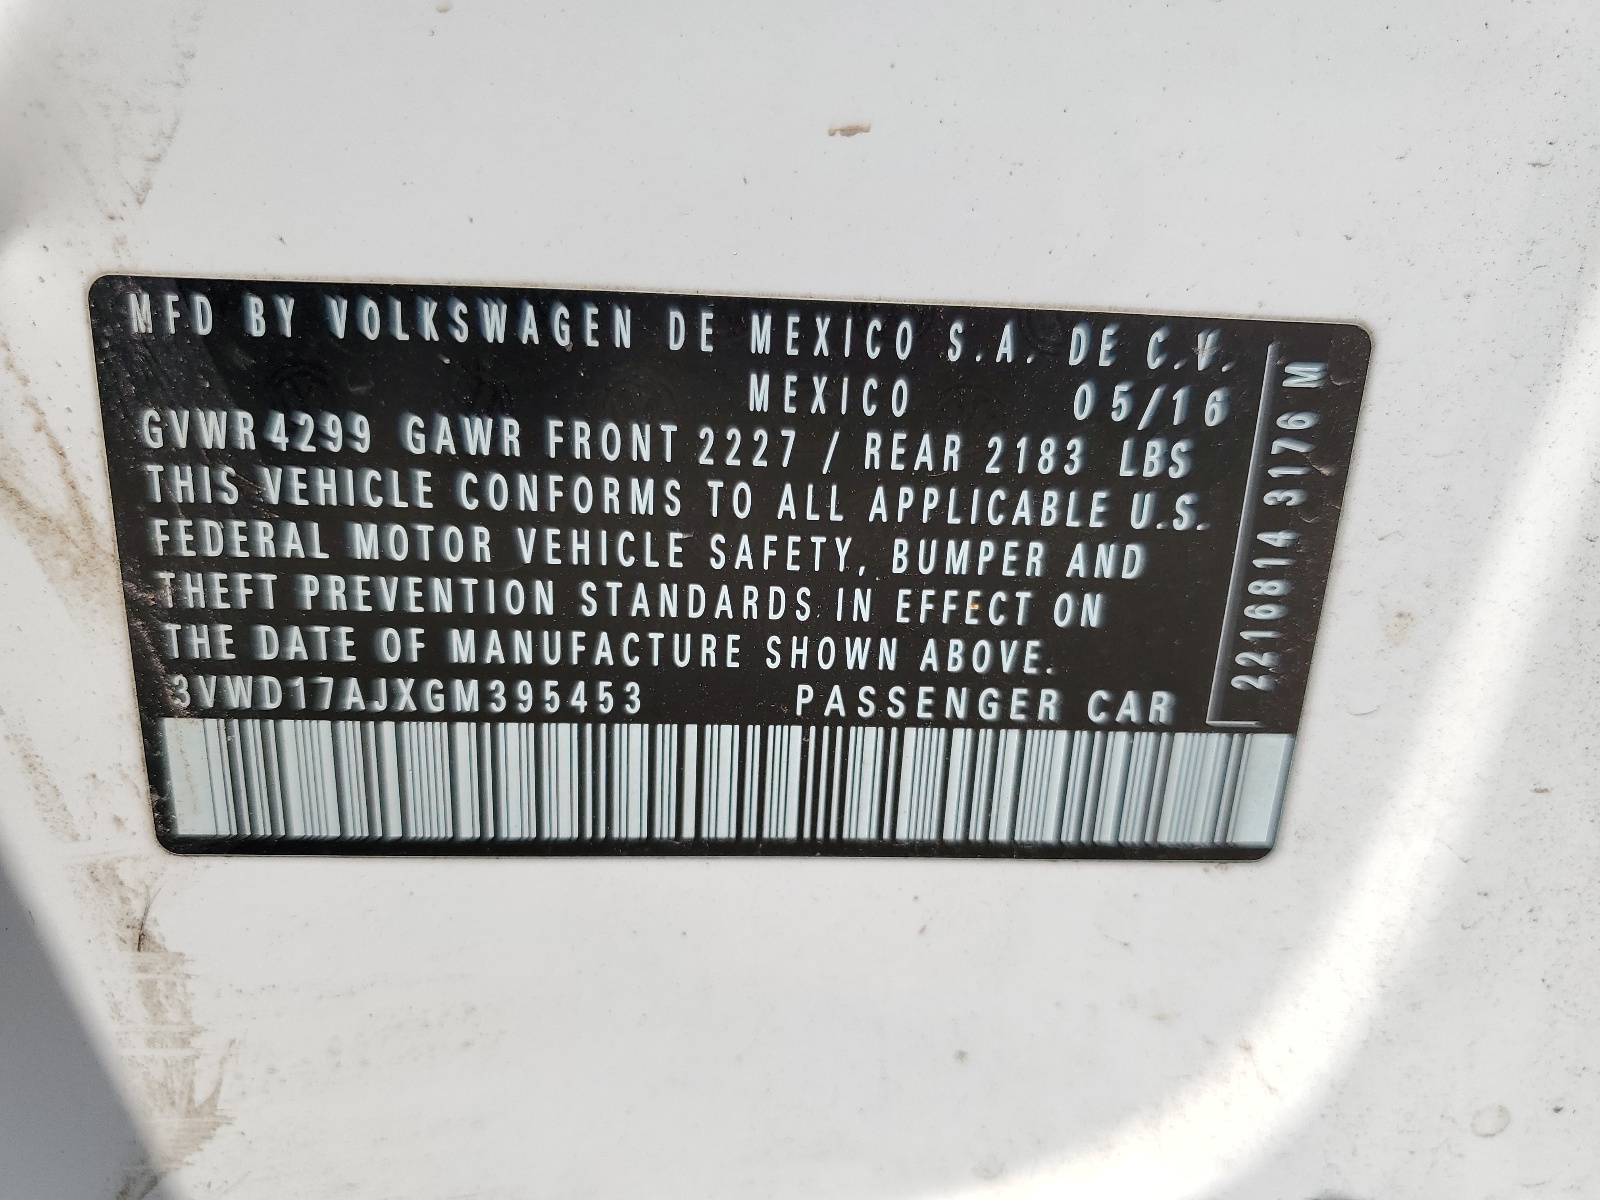 MFD BY VOLKSWAGEN DE MEXICO S.A. DE C.V.
MEXICO 05/16
GVWR 4299 GAWR FRONT 2227 / REAR 2183 LBS
THIS VEHICLE CONFORMS TO ALL APPLICABLE U.S.
FEDERAL MOTOR VEHICLE SAFETY, BUMPER AND
THEFT PREVENTION STANDARDS IN EFFECT ON
THE DATE OF MANUFACTURE SHOWN ABOVE.
3VWD17AJXGM395453 PASSENGER CAR
2216814 3176 M